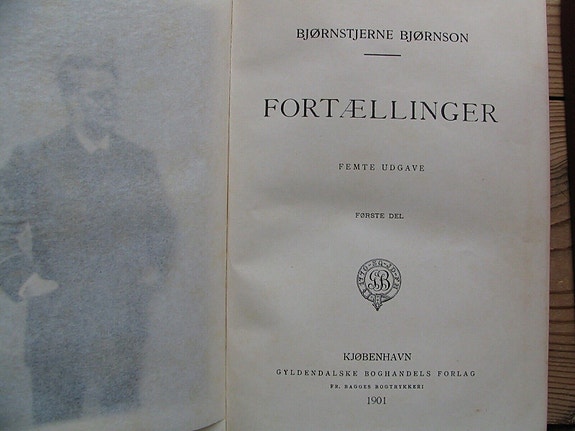 BJØRNSTJERNE BJØRNSON
FORTÆLLINGER
FEMTE UDGAVE
FØRSTE DEL
KJØBENHAVN
GYLDENDALSKE BOGHANDELS FORLAG
FR. BAGGES BOGTRYKKERI
1901